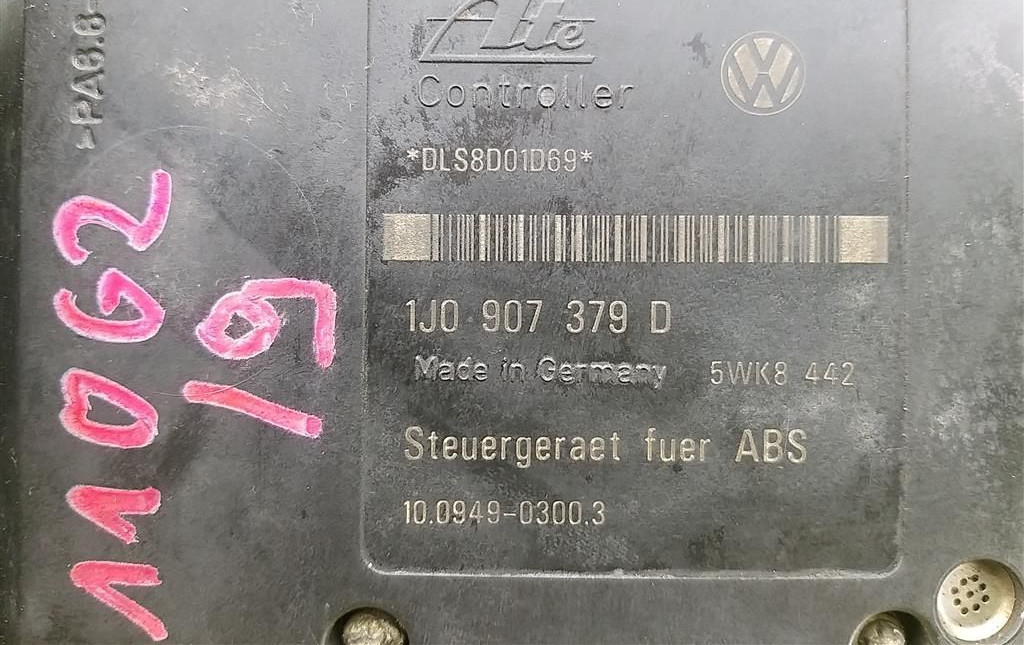 Ate
Controller
*DLS8D01D69*
1J0 907 379 D
Made in Germany 5WK8 442
Steuergeraet fuer ABS
10.0949-0300.3
>PA6.6-
11062
19